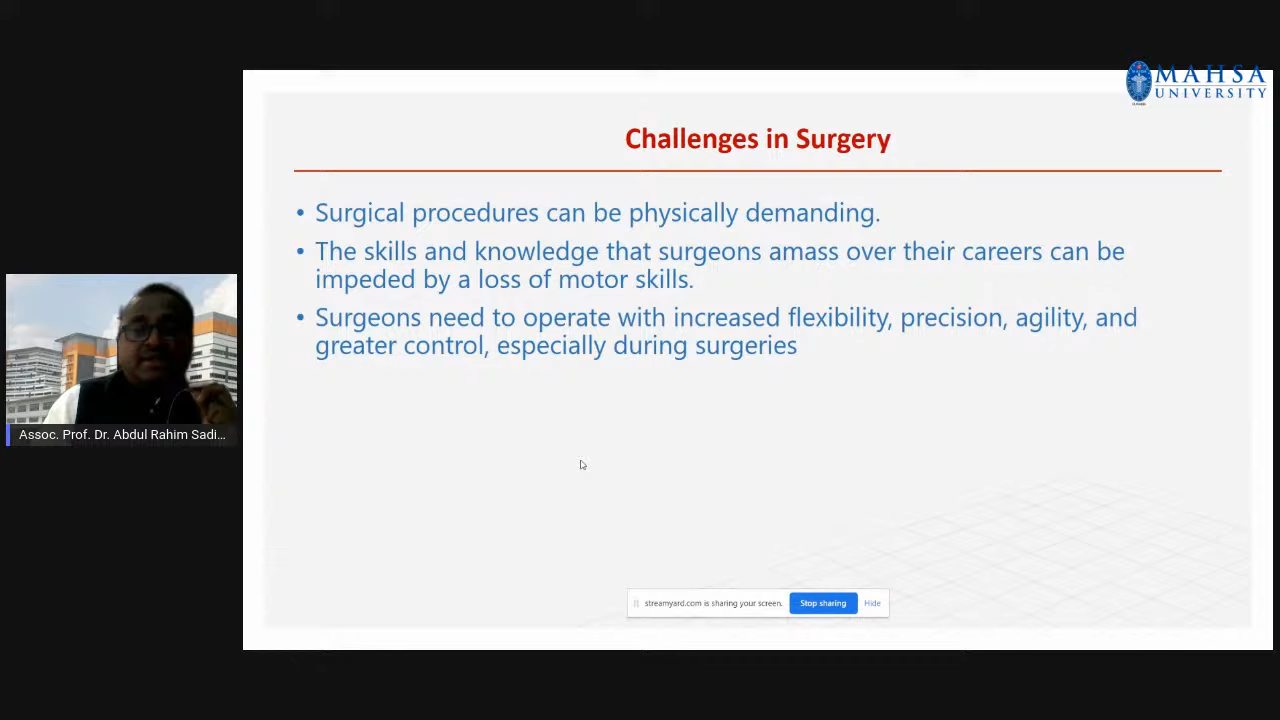 MAHSA
UNIVERSITY
Challenges in Surgery
• Surgical procedures can be physically demanding.
• The skills and knowledge that surgeons amass over their careers can be
impeded by a loss of motor skills.
• Surgeons need to operate with increased flexibility, precision, agility, and
greater control, especially during surgeries
Assoc. Prof. Dr. Abdul Rahim Sadi...
streamyard.com is sharing your screen. Stop sharing Hide